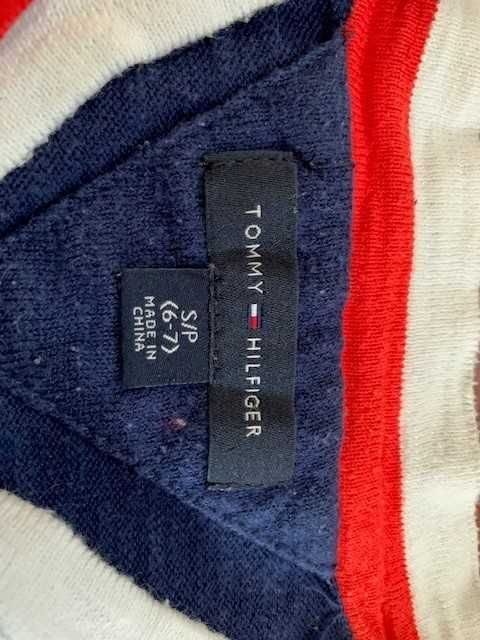 TOMMY HILFIGER
S/P
(6-7)
MADE IN
CHINA